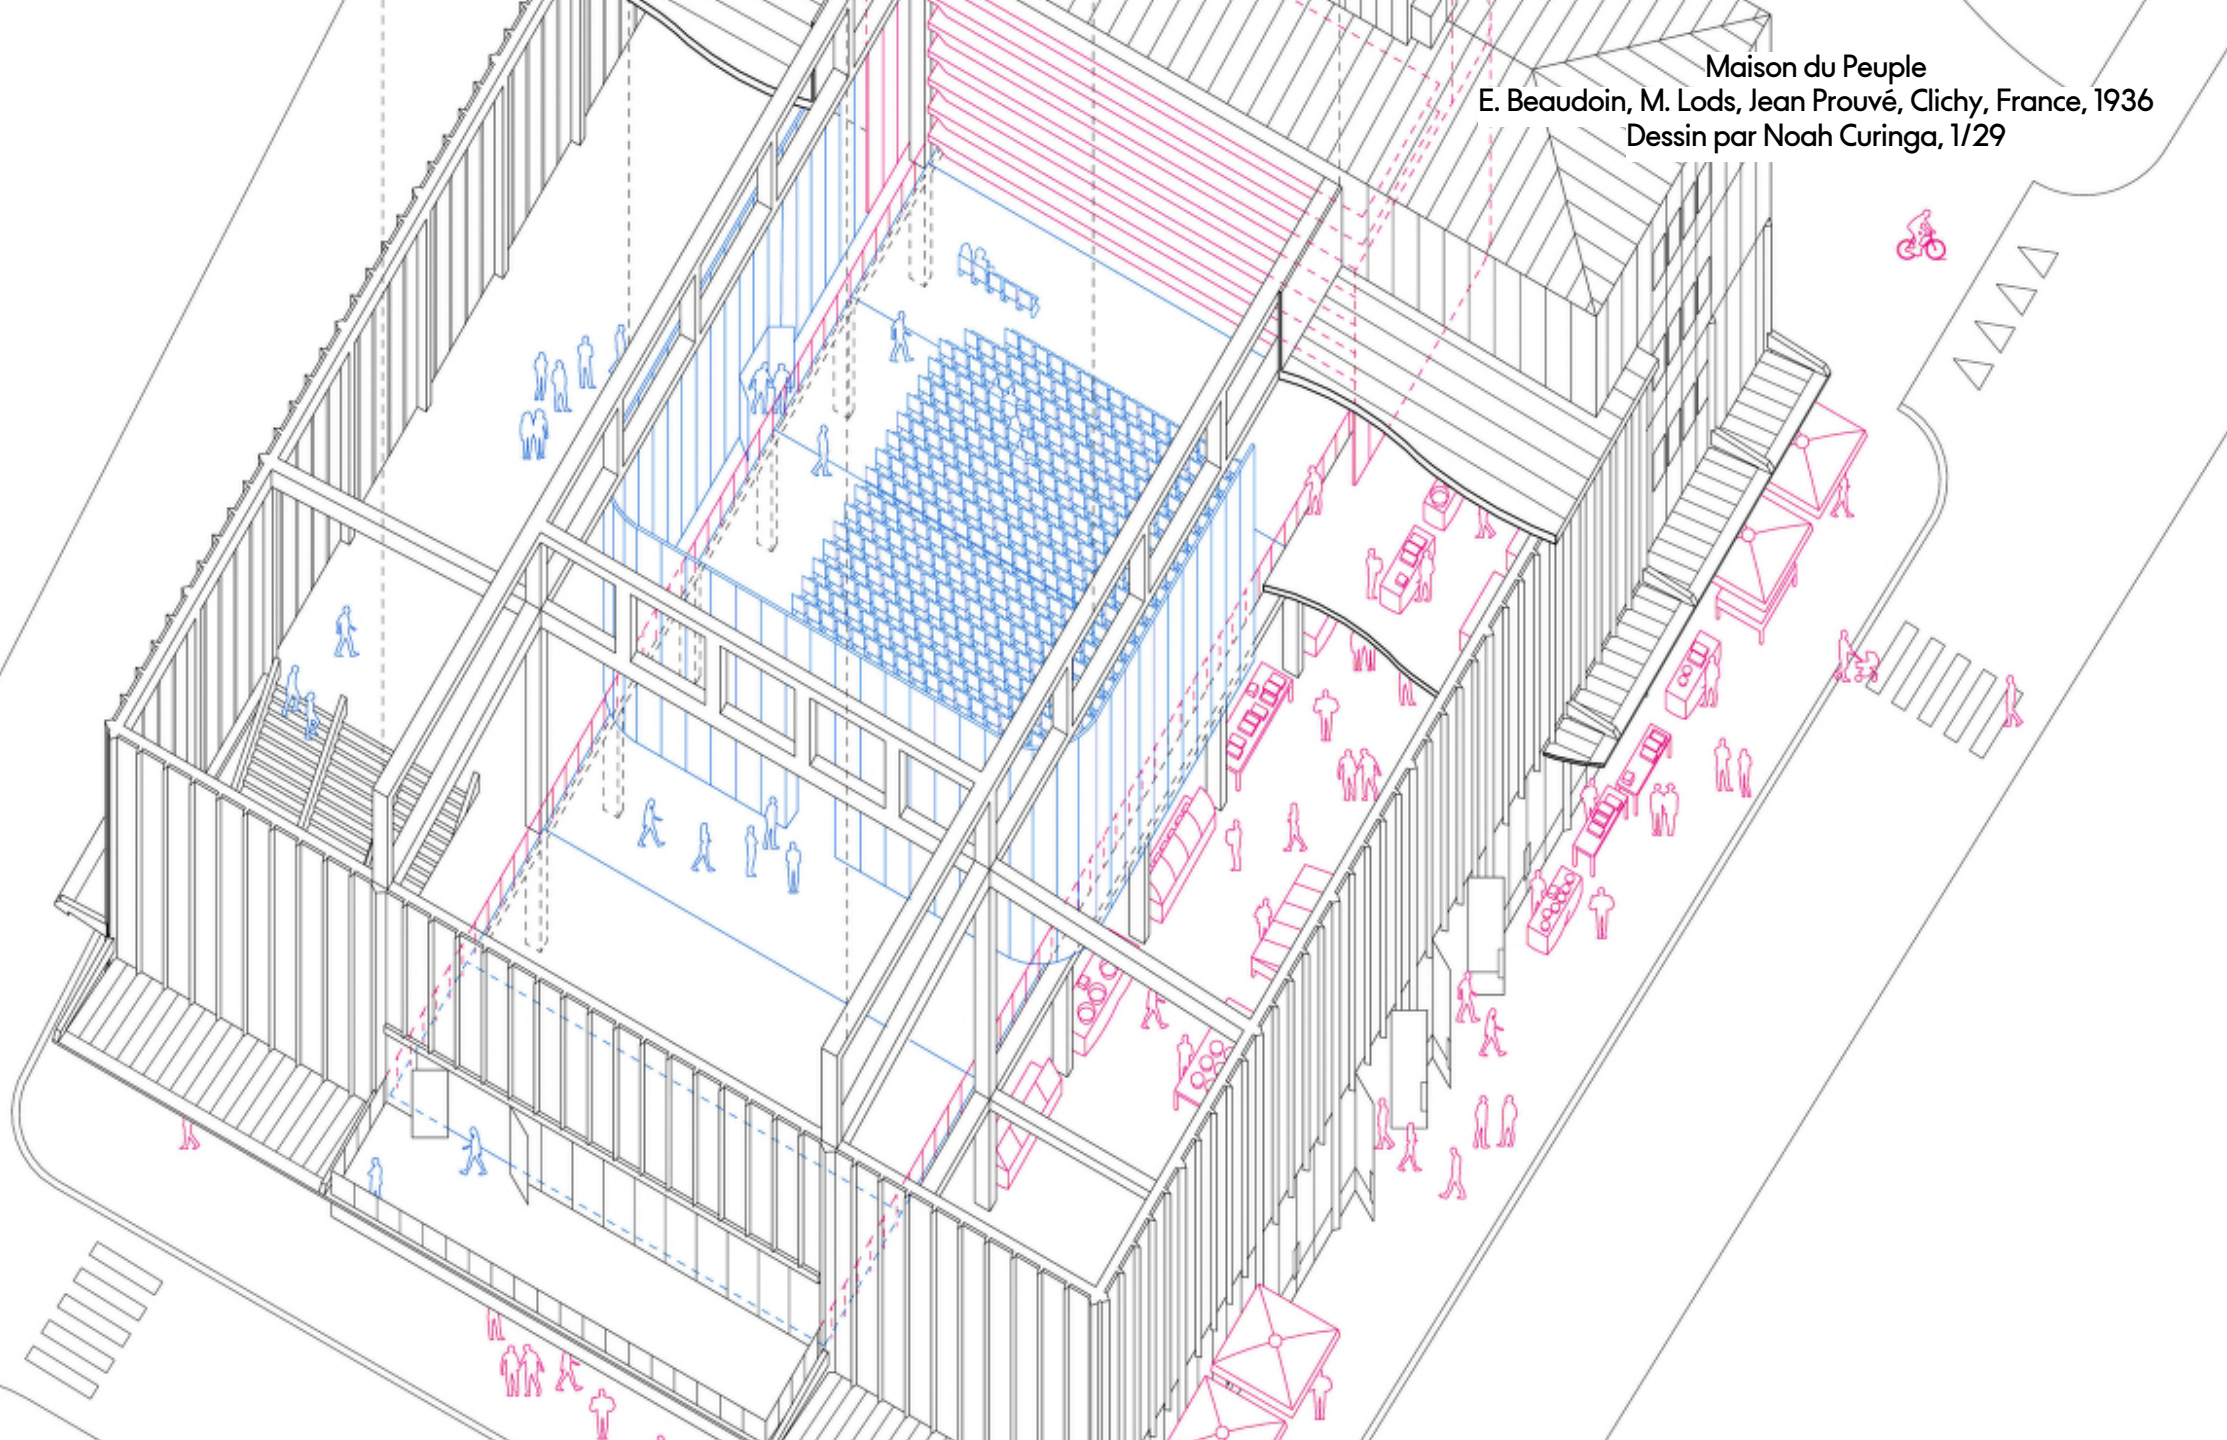 Maison du Peuple
E. Beaudoin, M. Lods, Jean Prouvé, Clichy, France, 1936
Dessin par Noah Curinga, 1/29